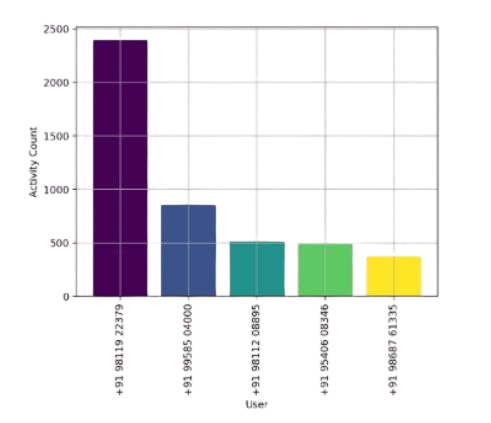 2500
2000
1500
1000
500
0
Activity Count
+91 98119 22379
+91 99585 04000
+91 98112 08895
+91 95406 08346
+91 98687 61335
User